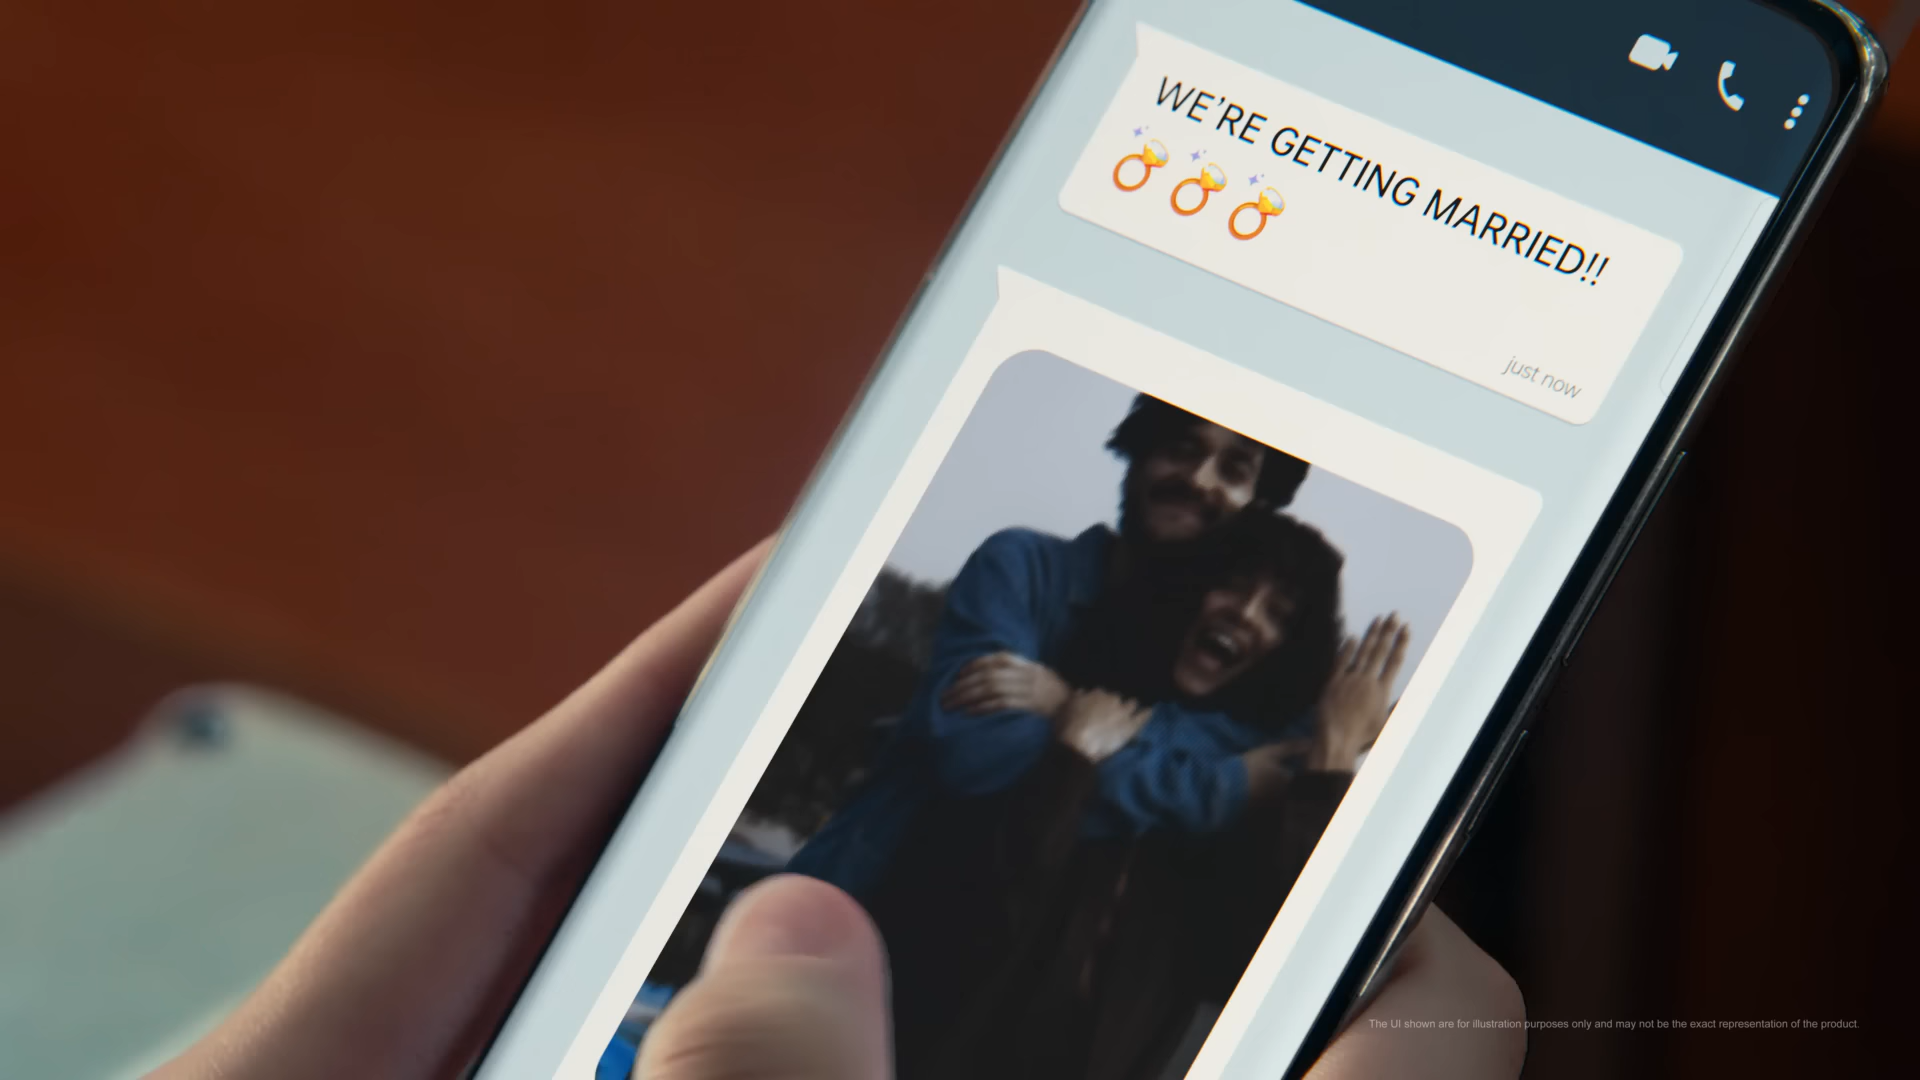 WE’RE GETTING MARRIED!!
💍💍💍
just now
The UI shown are for illustration purposes only and may not be the exact representation of the product.